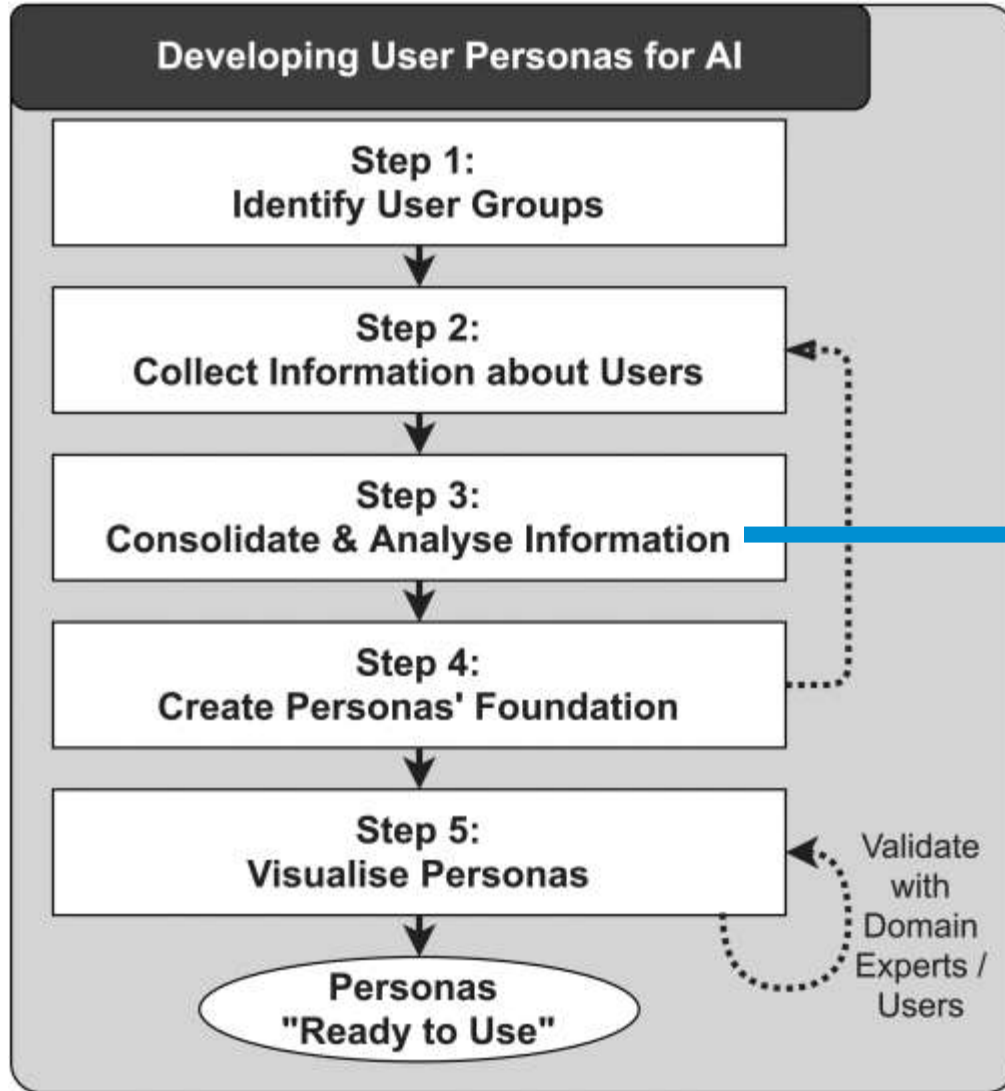 Developing User Personas for AI
Step 1:
Identify User Groups
Step 2:
Collect Information about Users
Step 3:
Consolidate & Analyse Information
Step 4:
Create Personas' Foundation
Step 5:
Visualise Personas
Validate
with
Domain
Experts /
Users
Personas
"Ready to Use"